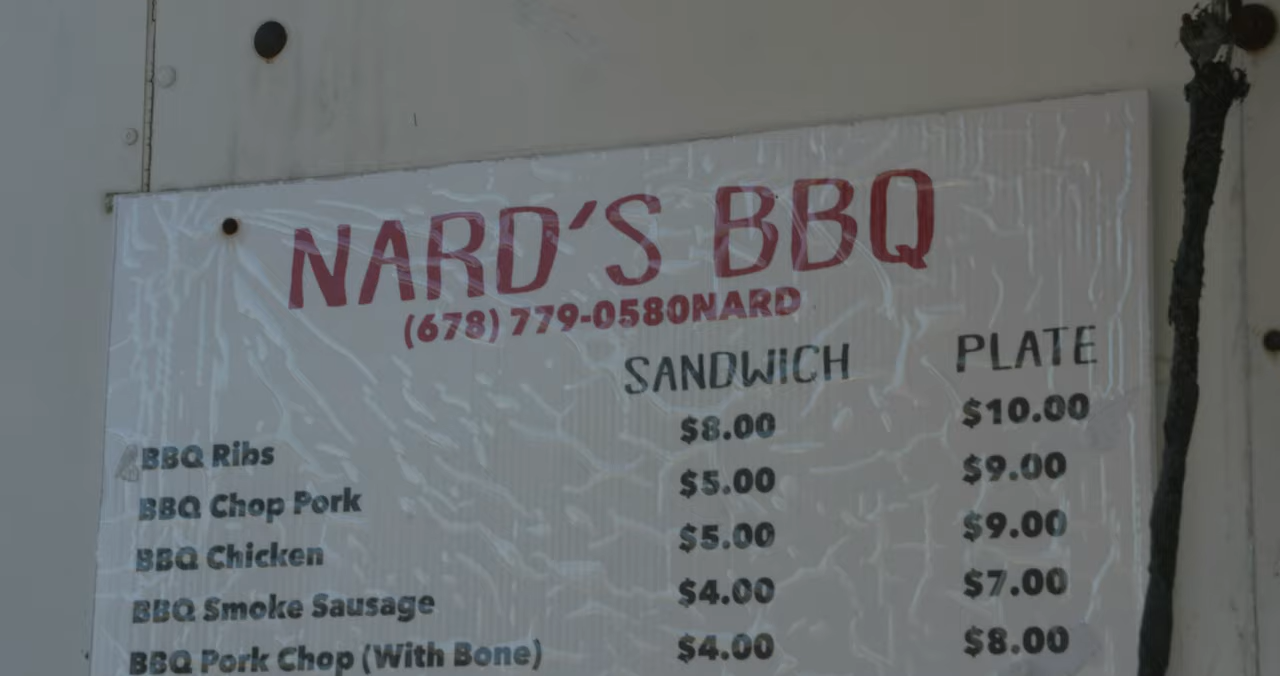 NARD'S BBQ
(678) 779-0580NARD
SANDWICH PLATE
BBQ Ribs $8.00 $10.00
BBQ Chop Pork $5.00 $9.00
BBQ Chicken $5.00 $9.00
BBQ Smoke Sausage $4.00 $7.00
BBQ Pork Chop (With Bone) $4.00 $8.00